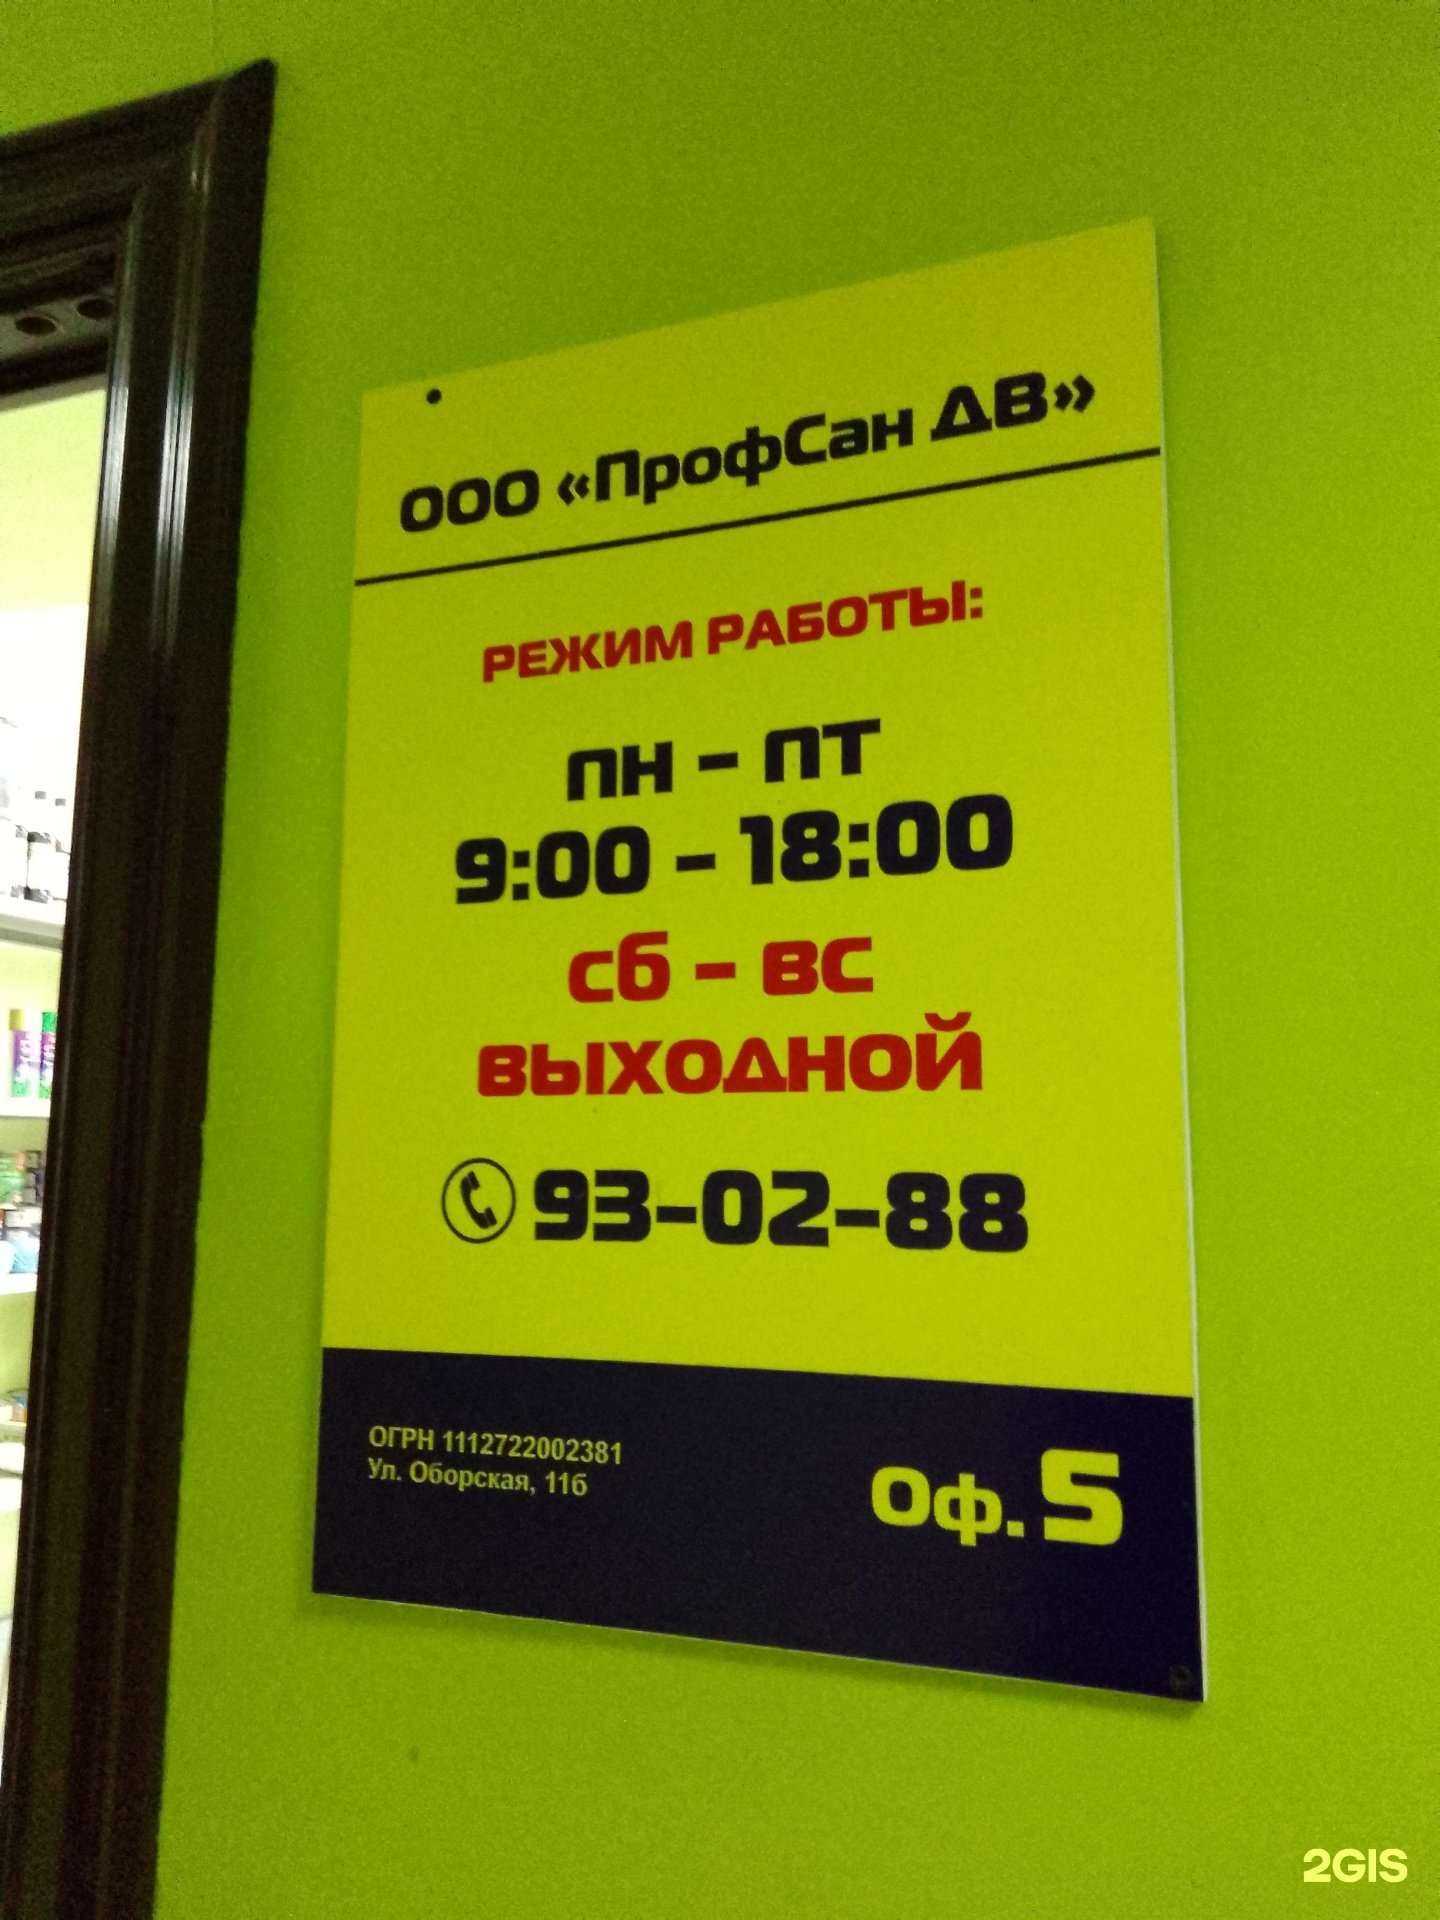 ООО «ПрофСан ДВ»
РЕЖИМ РАБОТЫ:
пн - пт
9:00 - 18:00
сб - вс
выходной
93-02-88
ОГРН 1112722002381
Ул. Оборская, 11б
Оф. 5
2GIS